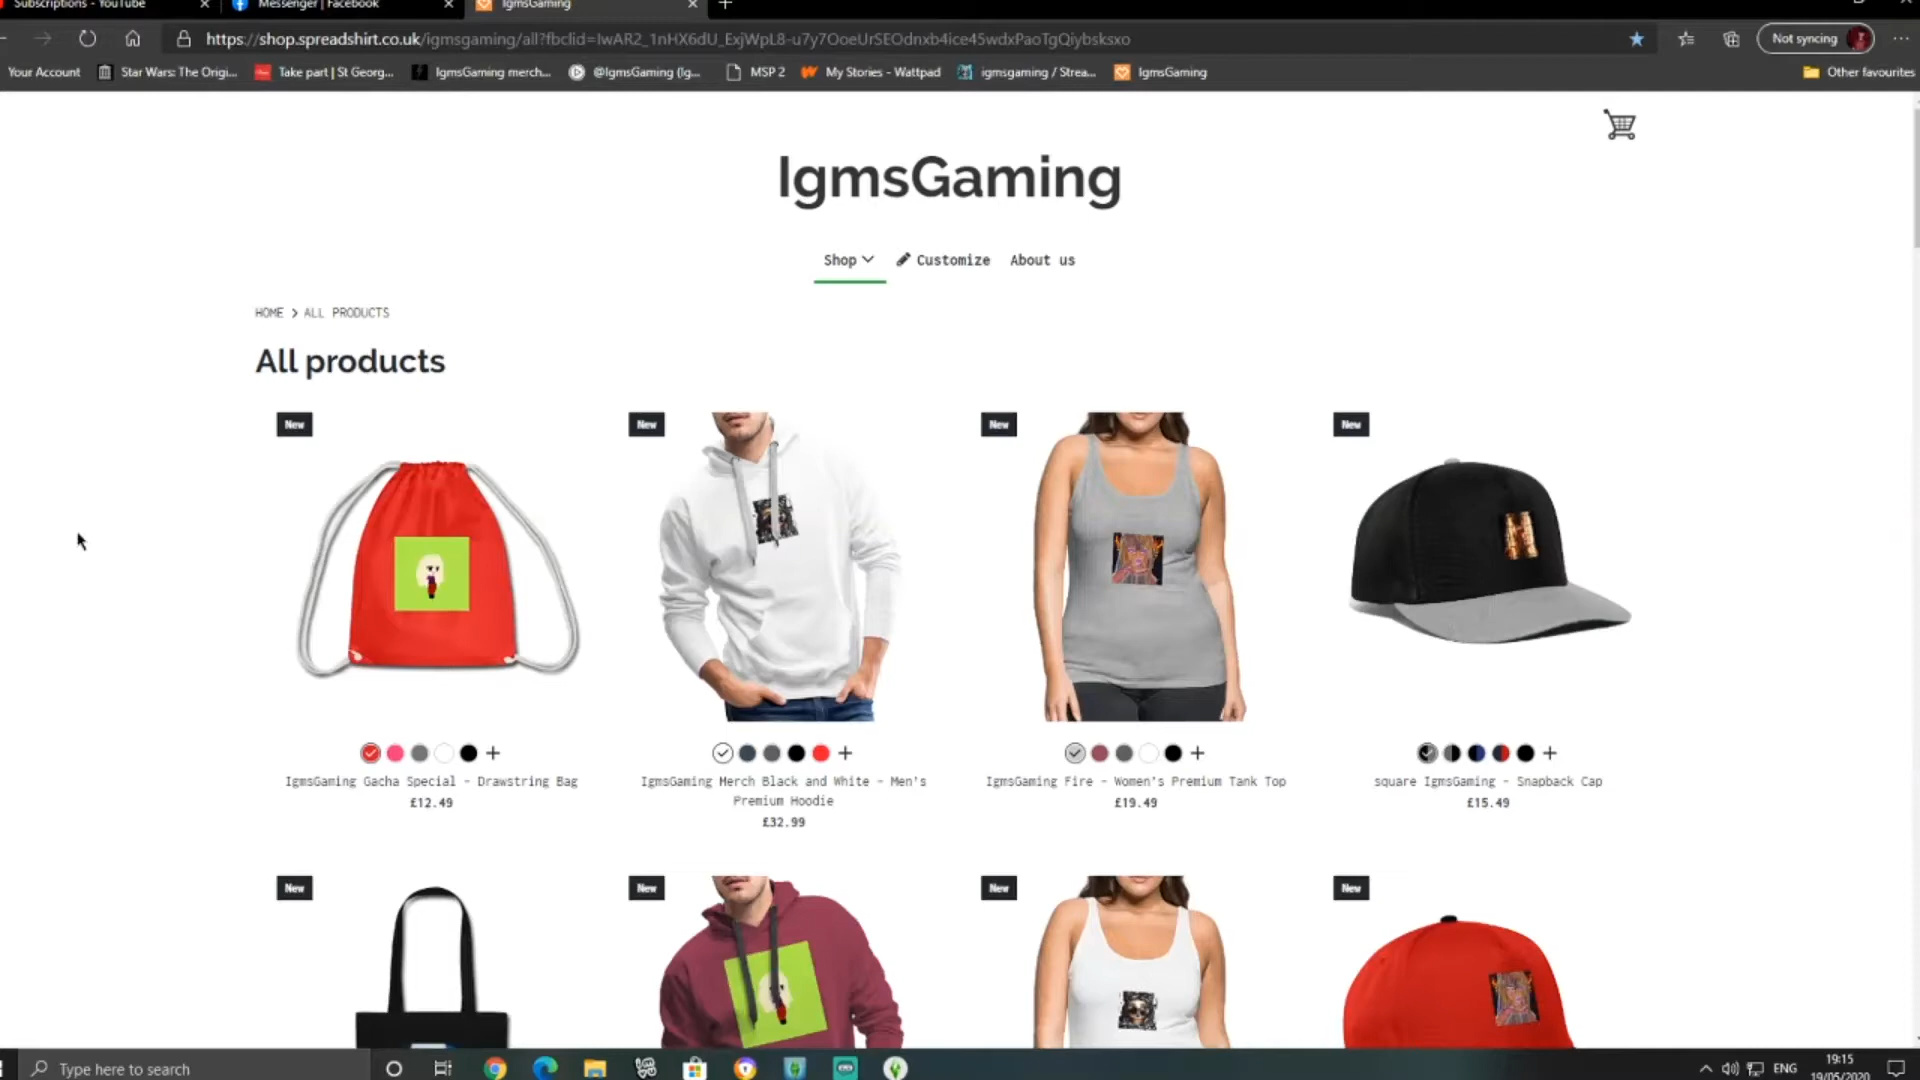 Subscriptions - YouTube
Messenger | Facebook
IgmsGaming
https://shop.spreadshirt.co.uk/igmsgaming/all?fbclid=IwAR2_1nHX6dU_ExjWpL8-u7y7OoeUrSEOdnxb4ice45wdxPaoTgQiybsksxo
Not syncing
Your Account
Star Wars: The Origi...
Take part | St Georg...
IgmsGaming merch...
@IgmsGaming (Ig...
MSP 2
My Stories - Wattpad
igmsgaming / Strea...
IgmsGaming
Other favourites
IgmsGaming
Shop
Customize
About us
HOME > ALL PRODUCTS
All products
New
New
New
New
IgmsGaming Gacha Special - Drawstring Bag
£12.49
IgmsGaming Merch Black and White - Men's
Premium Hoodie
£32.99
IgmsGaming Fire - Women's Premium Tank Top
£19.49
square IgmsGaming - Snapback Cap
£15.49
New
New
New
New
Type here to search
ENG
19:15
19/05/2020